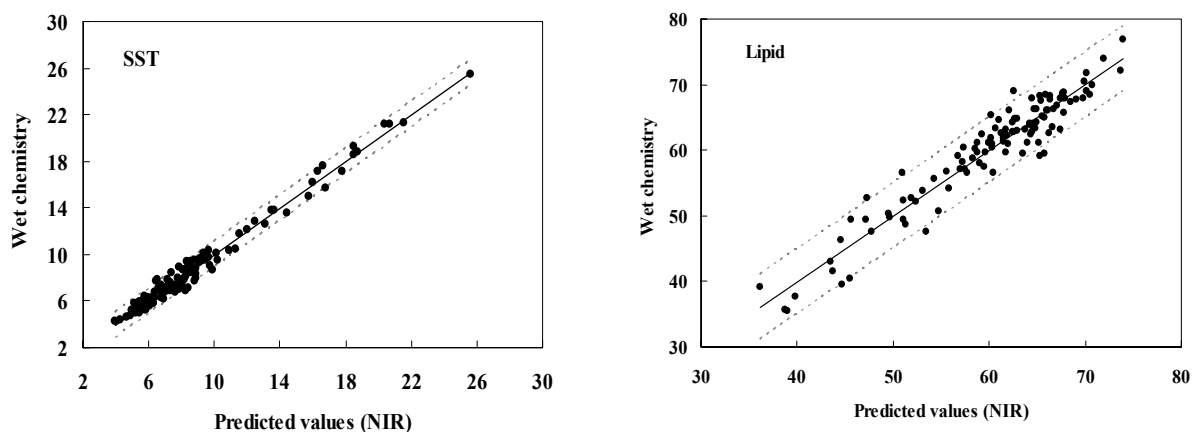 SST
Wet chemistry
30
26
22
18
14
10
6
2
2 6 10 14 18 22 26 30
Predicted values (NIR)
Lipid
Wet chemistry
80
70
60
50
40
30
30 40 50 60 70 80
Predicted values (NIR)